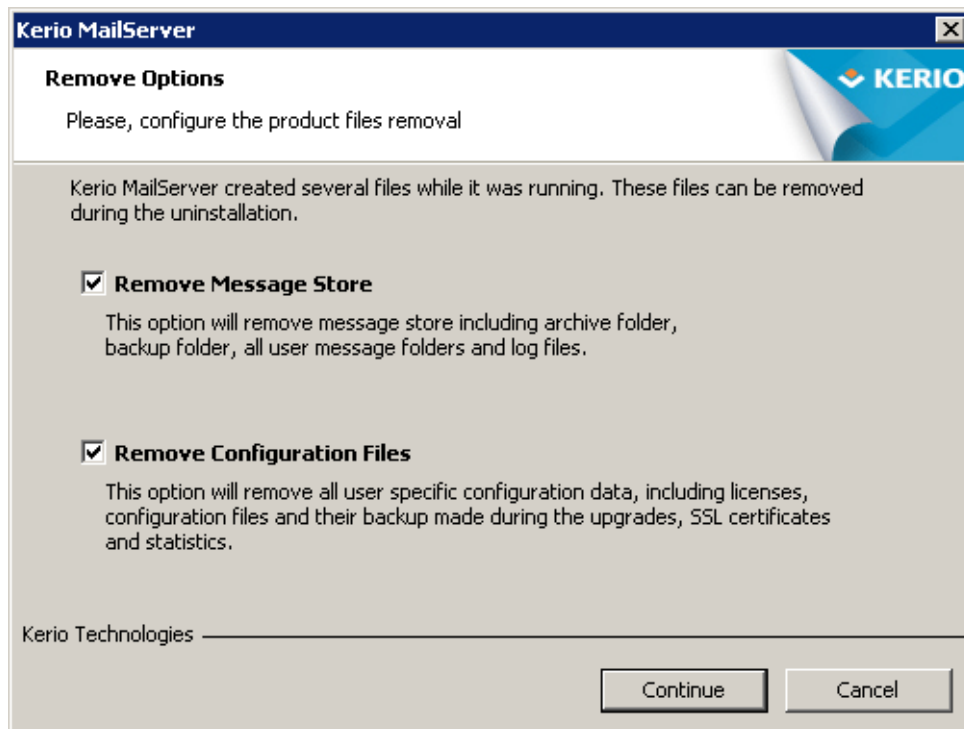 Kerio MailServer
Remove Options
KERIO
Please, configure the product files removal
Kerio MailServer created several files while it was running. These files can be removed
during the uninstallation.
Remove Message Store
This option will remove message store including archive folder,
backup folder, all user message folders and log files.
Remove Configuration Files
This option will remove all user specific configuration data, including licenses,
configuration files and their backup made during the upgrades, SSL certificates
and statistics.
Kerio Technologies
Continue
Cancel